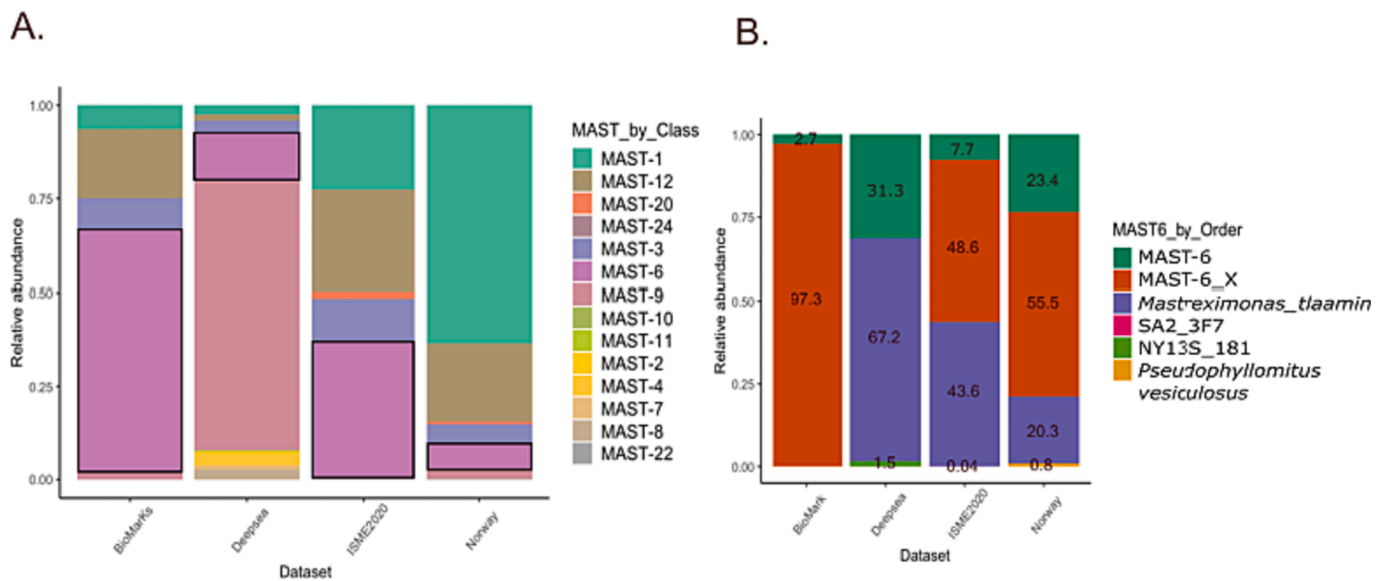 A.
B.
1.00
0.75
0.50
0.25
0.00
Relative abundance
BioMarKs
Deepsea
ISME2020
Norway
Dataset
MAST_by_Class
MAST-1
MAST-12
MAST-20
MAST-24
MAST-3
MAST-6
MAST-9
MAST-10
MAST-11
MAST-2
MAST-4
MAST-7
MAST-8
MAST-22
1.00
0.75
0.50
0.25
0.00
Relative abundance
2.7
97.3
31.3
67.2
1.5
7.7
48.6
43.6
0.04
23.4
55.5
20.3
0.8
BioMark
Deepsea
ISME2020
Norway
Dataset
MAST6_by_Order
MAST-6
MAST-6_X
Mastreximonas_tlaamin
SA2_3F7
NY13S_181
Pseudophyllomitus
vesiculosus